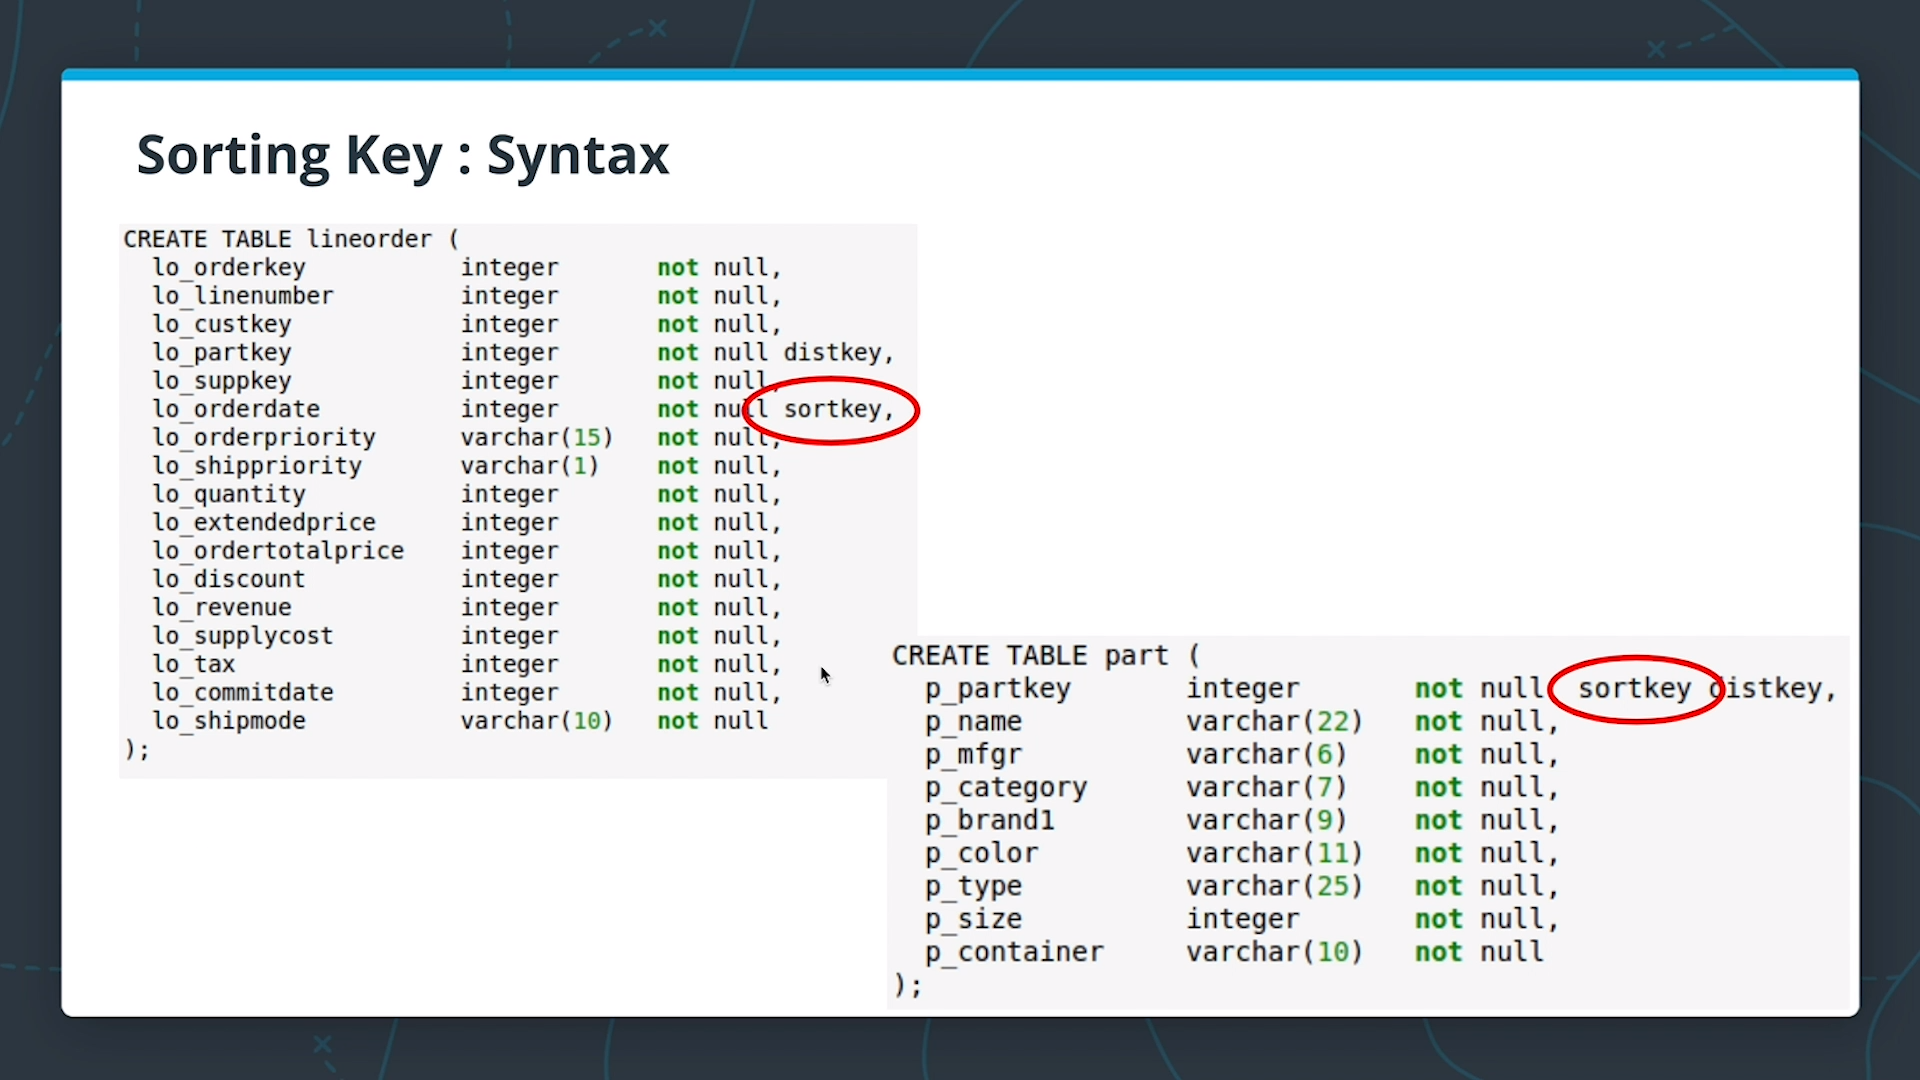 Sorting Key : Syntax
CREATE TABLE lineorder (
lo_orderkey integer not null,
lo_linenumber integer not null,
lo_custkey integer not null,
lo_partkey integer not null distkey,
lo_suppkey integer not null,
lo_orderdate integer not null sortkey,
lo_orderpriority varchar(15) not null,
lo_shippriority varchar(1) not null,
lo_quantity integer not null,
lo_extendedprice integer not null,
lo_ordertotalprice integer not null,
lo_discount integer not null,
lo_revenue integer not null,
lo_supplycost integer not null,
lo_tax integer not null,
lo_commitdate integer not null,
lo_shipmode varchar(10) not null
);
CREATE TABLE part (
p_partkey integer not null sortkey distkey,
p_name varchar(22) not null,
p_mfgr varchar(6) not null,
p_category varchar(7) not null,
p_brand1 varchar(9) not null,
p_color varchar(11) not null,
p_type varchar(25) not null,
p_size integer not null,
p_container varchar(10) not null
);